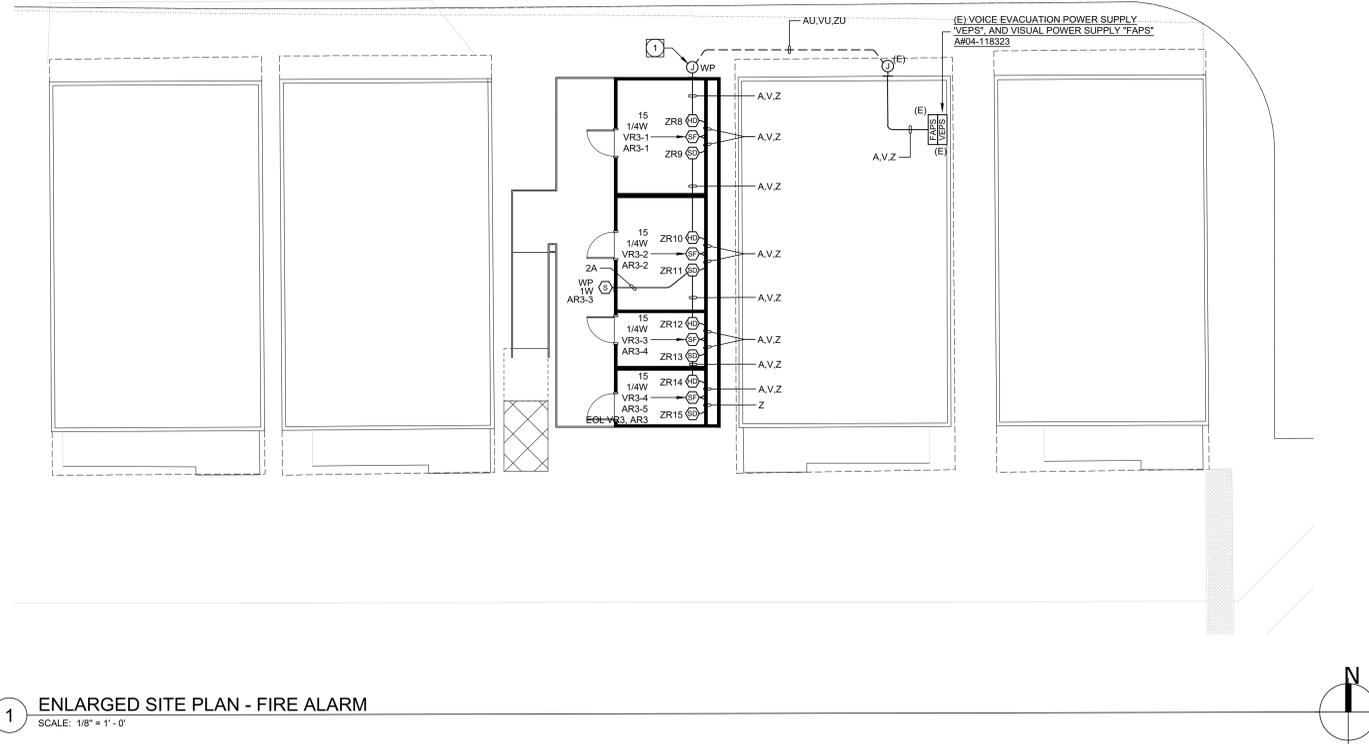 AU,VU,ZU
(E) VOICE EVACUATION POWER SUPPLY
"VEPS", AND VISUAL POWER SUPPLY "FAPS"
A#04-118323
1
J
WP
J
(E)
A,V,Z
(E)
FAPS
VEPS
(E)
A,V,Z
15
1/4W
VR3-1
AR3-1
ZR8
HD
SF
ZR9
SD
A,V,Z
A,V,Z
15
1/4W
VR3-2
AR3-2
ZR10
HD
SF
ZR11
SD
A,V,Z
2A
WP
1W
AR3-3
S
A,V,Z
15
1/4W
VR3-3
AR3-4
ZR12
HD
SF
ZR13
SD
A,V,Z
A,V,Z
15
1/4W
VR3-4
AR3-5
EOL VR3, AR3
ZR14
HD
SF
ZR15
SD
A,V,Z
Z
N
1
ENLARGED SITE PLAN - FIRE ALARM
SCALE: 1/8" = 1' - 0'